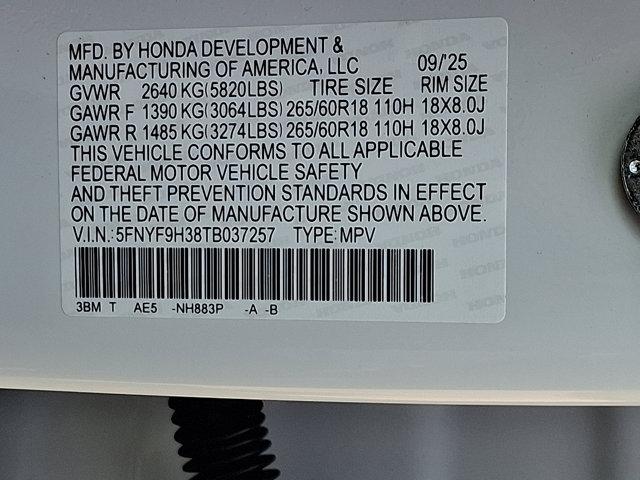 MFD. BY HONDA DEVELOPMENT &
MANUFACTURING OF AMERICA, LLC 09/'25
GVWR 2640 KG(5820LBS) TIRE SIZE RIM SIZE
GAWR F 1390 KG(3064LBS) 265/60R18 110H 18X8.0J
GAWR R 1485 KG(3274LBS) 265/60R18 110H 18X8.0J
THIS VEHICLE CONFORMS TO ALL APPLICABLE
FEDERAL MOTOR VEHICLE SAFETY
AND THEFT PREVENTION STANDARDS IN EFFECT
ON THE DATE OF MANUFACTURE SHOWN ABOVE.
V.I.N.:5FNYF9H38TB037257 TYPE:MPV
3BM T AE5 -NH883P -A -B